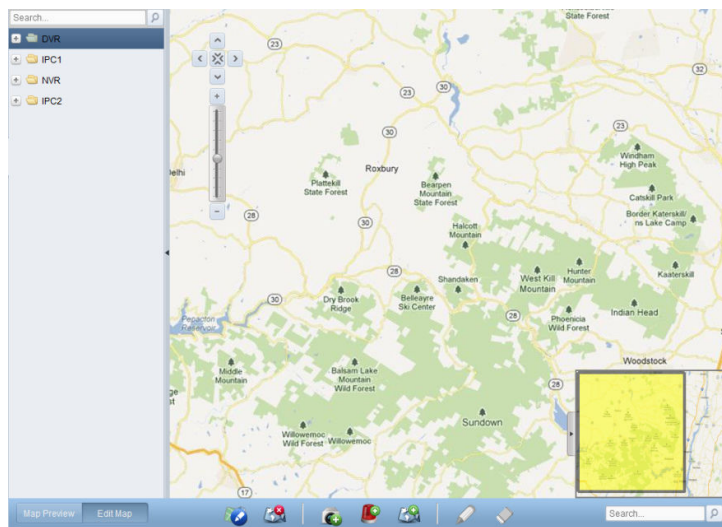 Search...
DVR
IPC1
NVR
IPC2
State Forest
23
32
23
30
23
30
Windham
High Peak
Roxbury
elhi
Plattekill
State Forest
Bearpen
Mountain
State Forest
Catskill Park
Border Katerskill/
ns Lake Camp
28
30
Halcott
Mountain
28
Shandaken
West Kill
Mountain
Hunter
Mountain
Kaaterskill
30
Dry Brook
Ridge
Belleayre
Ski Center
28
Phoenicia
Wild Forest
Indian Head
Pepacton
Reservoir
Woodstock
Middle
Mountain
Balsam Lake
Mountain
Wild Forest
28
ge
st
Sundown
Willowemoc
Wild Forest
Willowemoc
17
Map Preview
Edit Map
Search...